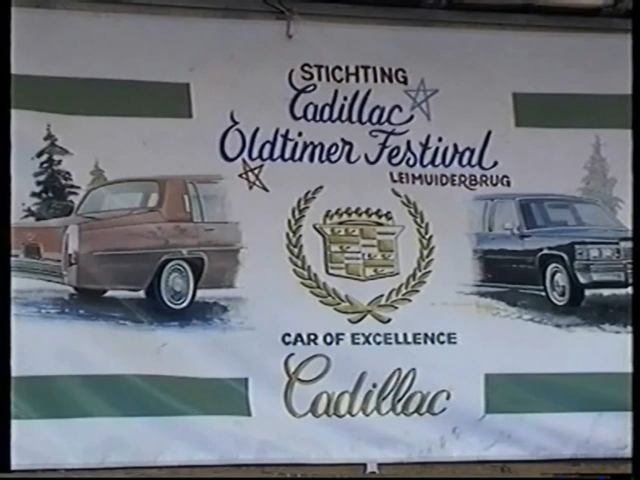 STICHTING
Cadillac
Oldtimer Festival
LEIMUIDERBRUG
CAR OF EXCELLENCE
Cadillac